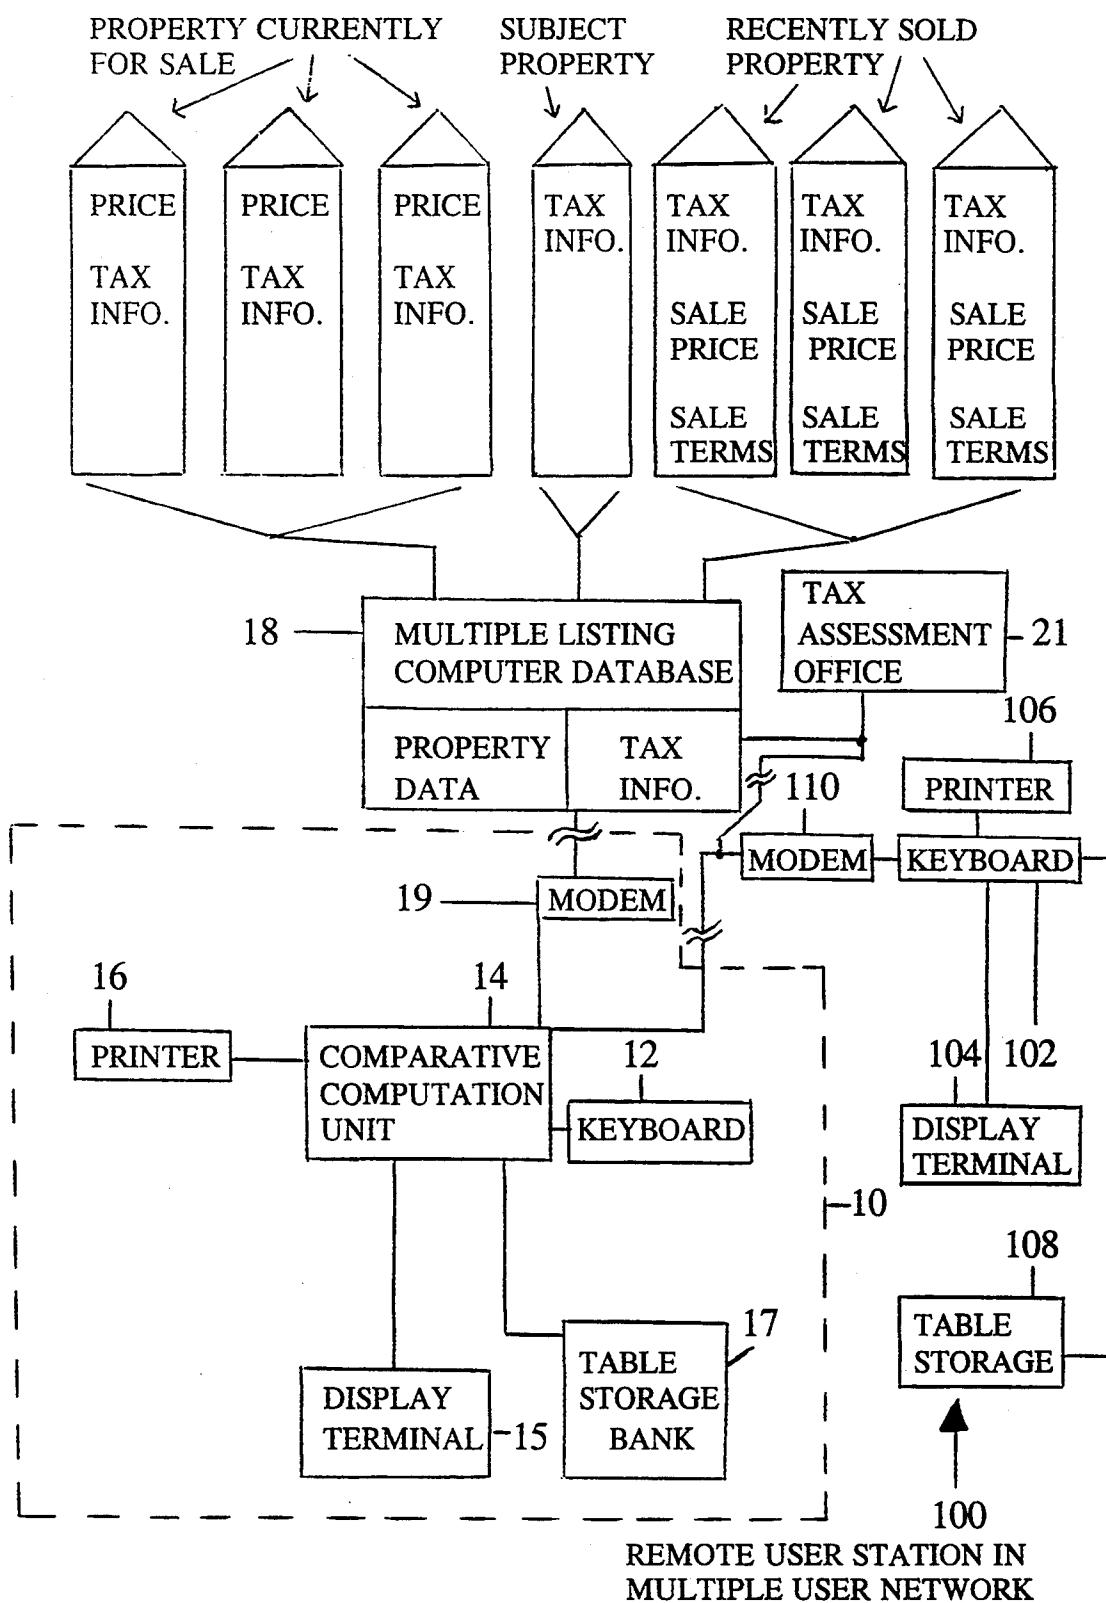 PROPERTY CURRENTLY
FOR SALE
SUBJECT
PROPERTY
RECENTLY SOLD
PROPERTY
PRICE
TAX
INFO.
PRICE
TAX
INFO.
PRICE
TAX
INFO.
TAX
INFO.
TAX
INFO.
SALE
PRICE
SALE
TERMS
TAX
INFO.
SALE
PRICE
SALE
TERMS
TAX
INFO.
SALE
PRICE
SALE
TERMS
18
MULTIPLE LISTING
COMPUTER DATABASE
PROPERTY
DATA
TAX
INFO.
TAX
ASSESSMENT
OFFICE
21
106
PRINTER
110
MODEM
KEYBOARD
19
MODEM
16
PRINTER
14
COMPARATIVE
COMPUTATION
UNIT
12
KEYBOARD
104
102
DISPLAY
TERMINAL
10
108
TABLE
STORAGE
17
TABLE
STORAGE
BANK
DISPLAY
TERMINAL
15
100
REMOTE USER STATION IN
MULTIPLE USER NETWORK